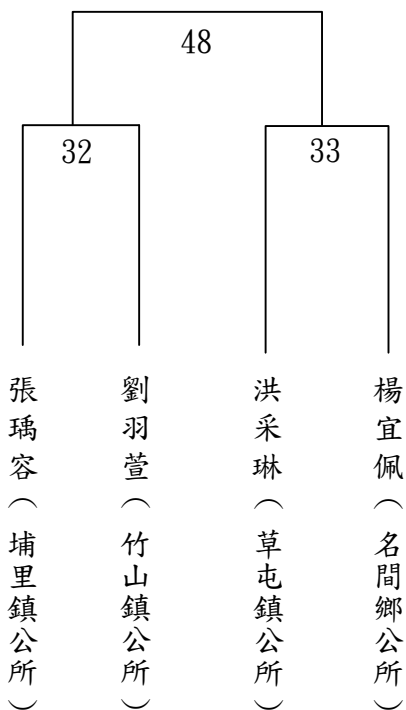 48
32
33
張瑀容（埔里鎮公所）
劉羽萱（竹山鎮公所）
洪采琳（草屯鎮公所）
楊宜佩（名間鄉公所）